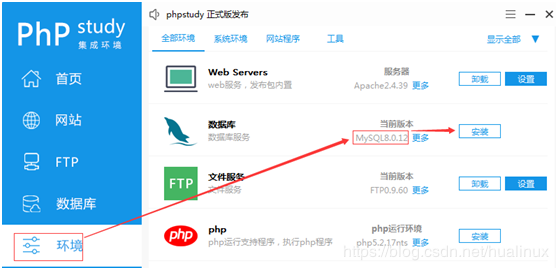 PhP study
集成环境
首页
网站
FTP
数据库
环境
phpstudy 正式版发布
全部环境 系统环境 网站程序 工具 显示全部
Web Servers
web服务，发布包内置
服务器
Apache2.4.39 更多
卸载 设置
数据库
数据库服务
当前版本
MySQL8.0.12 更多
安装
FTP
文件服务
文件服务
当前版本
FTP0.9.60 更多
卸载 设置
php
php
php运行支持程序，执行php程序
php运行环境
php5.2.17nts 更多
https://blog.csdn.net/hualinux